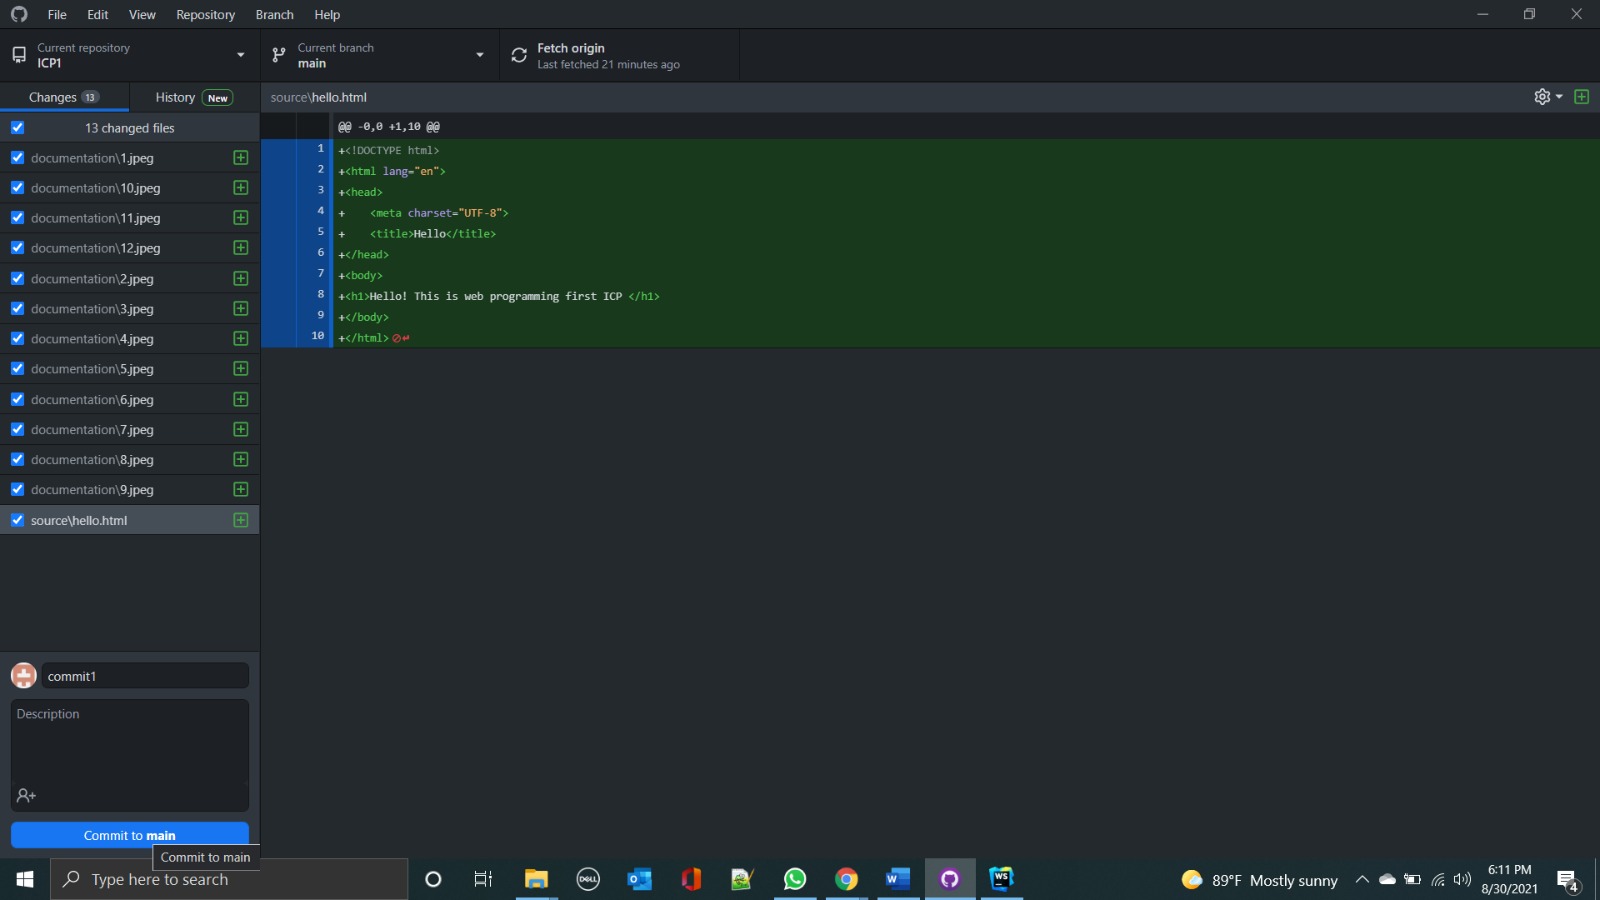 File Edit View Repository Branch Help
Current repository
ICP1
Current branch
main
Fetch origin
Last fetched 21 minutes ago
Changes 13
History New
source\hello.html
13 changed files
documentation\1.jpeg
documentation\10.jpeg
documentation\11.jpeg
documentation\12.jpeg
documentation\2.jpeg
documentation\3.jpeg
documentation\4.jpeg
documentation\5.jpeg
documentation\6.jpeg
documentation\7.jpeg
documentation\8.jpeg
documentation\9.jpeg
source\hello.html
@@ -0,0 +1,10 @@
1 +<!DOCTYPE html>
2 +<html lang="en">
3 +<head>
4 +    <meta charset="UTF-8">
5 +    <title>Hello</title>
6 +</head>
7 +<body>
8 +<h1>Hello! This is web programming first ICP </h1>
9 +</body>
10 +</html>
commit1
Description
Commit to main
Commit to main
Type here to search
DELL
W
WS
89°F Mostly sunny
6:11 PM
8/30/2021
4